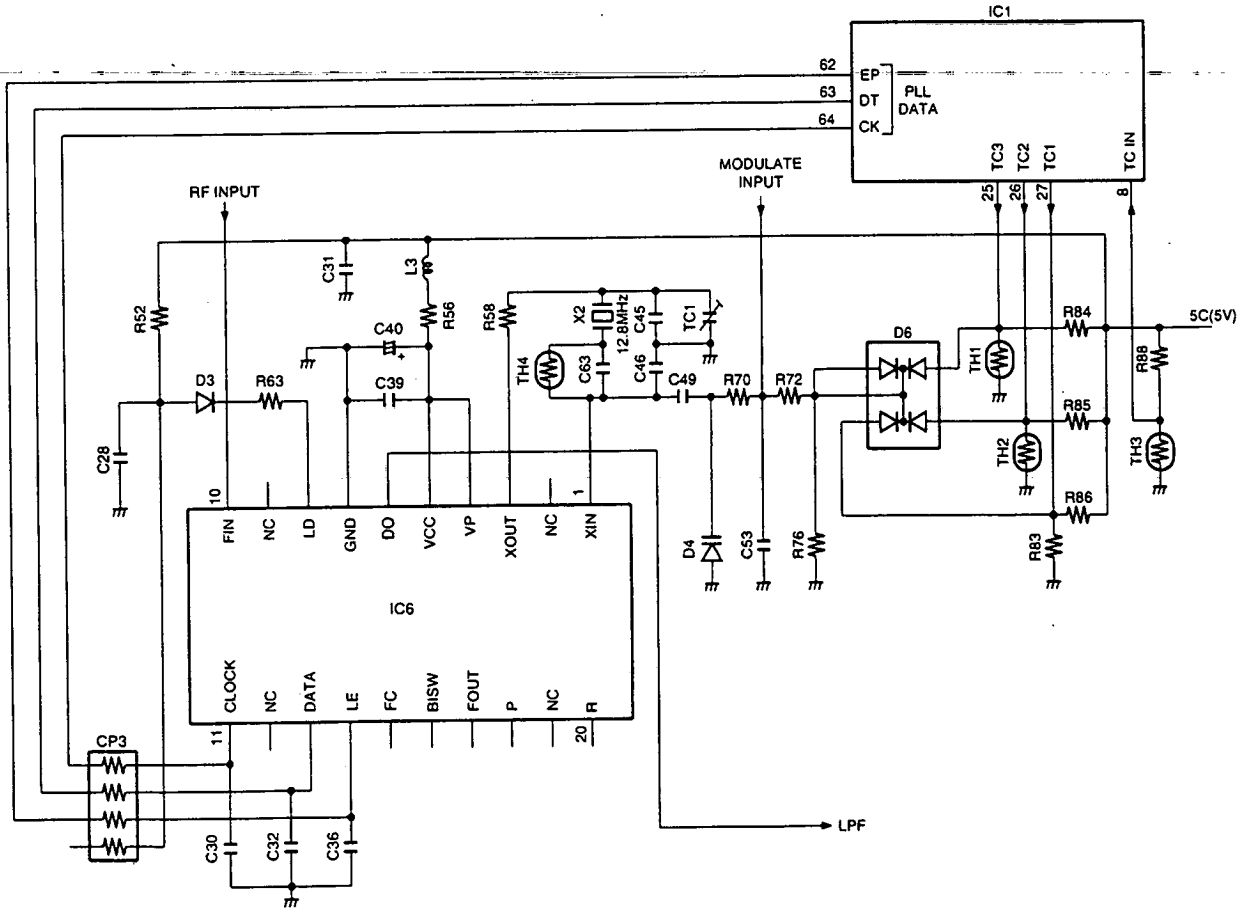 IC1
62
EP
63
DT
64
CK
PLL
DATA
TC3
TC2
TC1
TC IN
25
26
27
8
RF INPUT
MODULATE
INPUT
C31
L3
R52
R56
C40
+
R58
X2
12.8MHz
C45
TC1
TH4
C63
C46
C49
R70
R72
D6
TH1
R84
5C(5V)
R88
D3
R63
C39
R85
TH2
TH3
C28
10
1
FIN
NC
LD
GND
DO
VCC
VP
XOUT
NC
XIN
D4
C53
R76
R86
R83
IC6
CLOCK
NC
DATA
LE
FC
BISW
FOUT
P
NC
R
11
20
CP3
C30
C32
C36
LPF